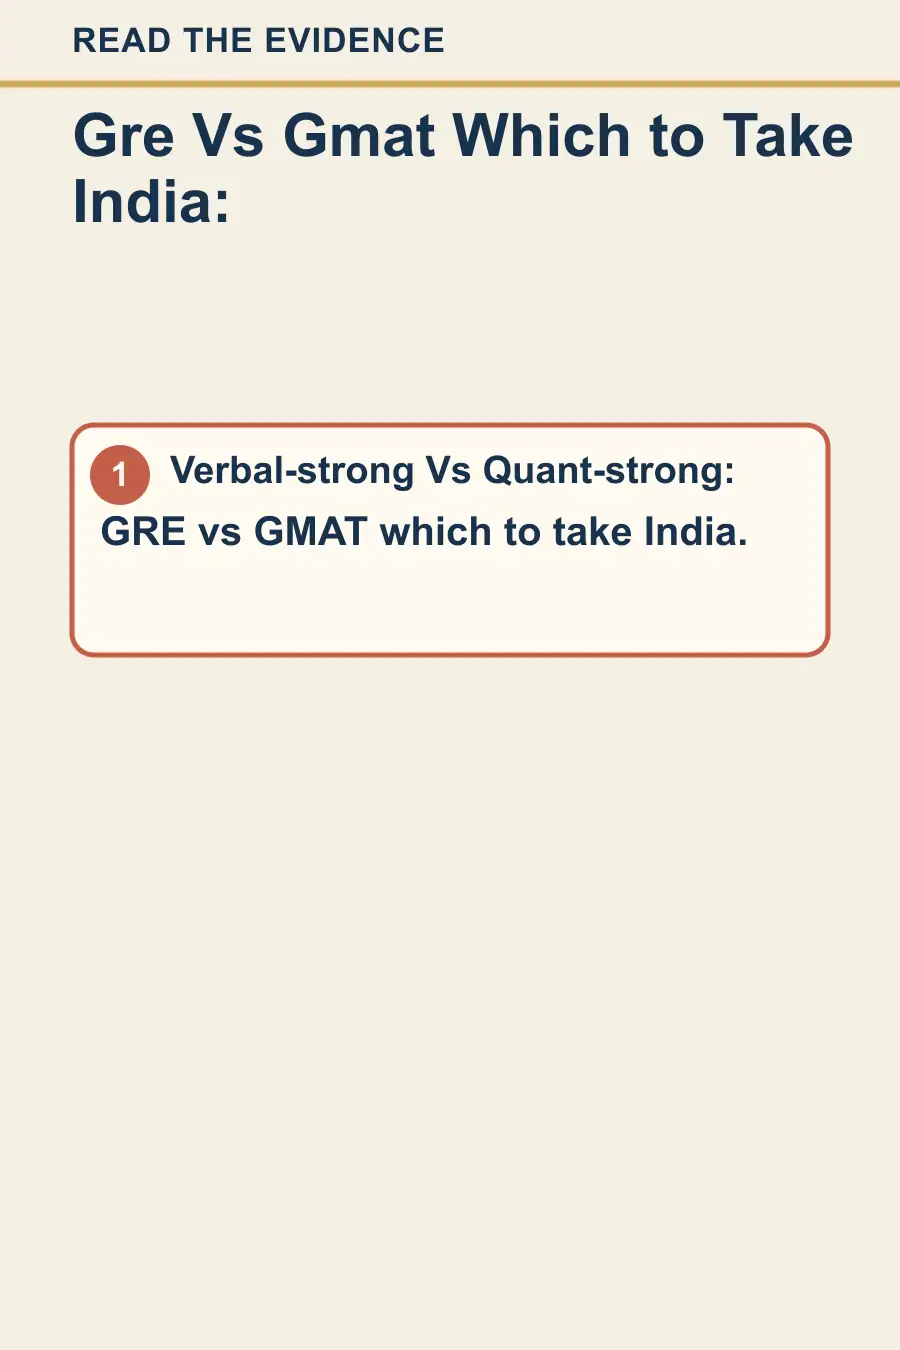 READ THE EVIDENCE
Gre Vs Gmat Which to Take
India:
1 Verbal-strong Vs Quant-strong:
GRE vs GMAT which to take India.